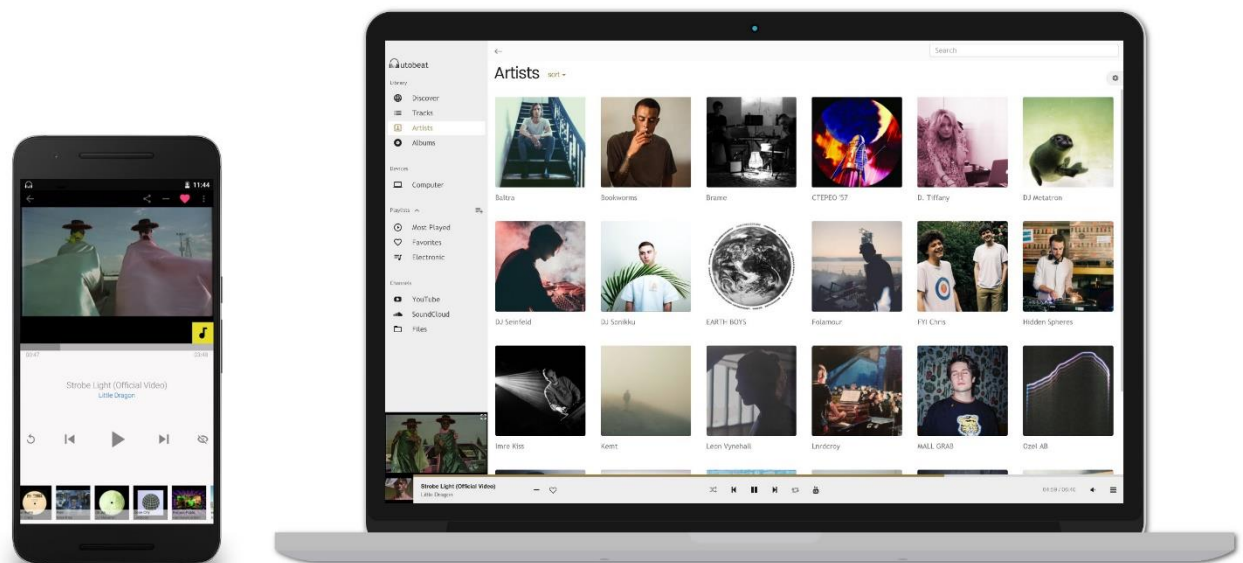 11:44
Strobe Light (Official Video)
Little Dragon
utobeat
Library
Discover
Tracks
Artists
Albums
Devices
Computer
Playlists
Most Played
Favorites
Electronic
Channels
YouTube
SoundCloud
Files
Search
Artists sort
Baltra
Bookworms
Brame
CTEPEO '57
D. Tiffany
DJ Metatron
DJ Seinfeld
DJ Sanikku
EARTH BOYS
Folamour
FYI Chris
Hidden Spheres
Imre Kiss
Kemt
Leon Vynehall
Lordcroy
MALL GRAB
Ozel AB
Strobe Light (Official Video)
Little Dragon